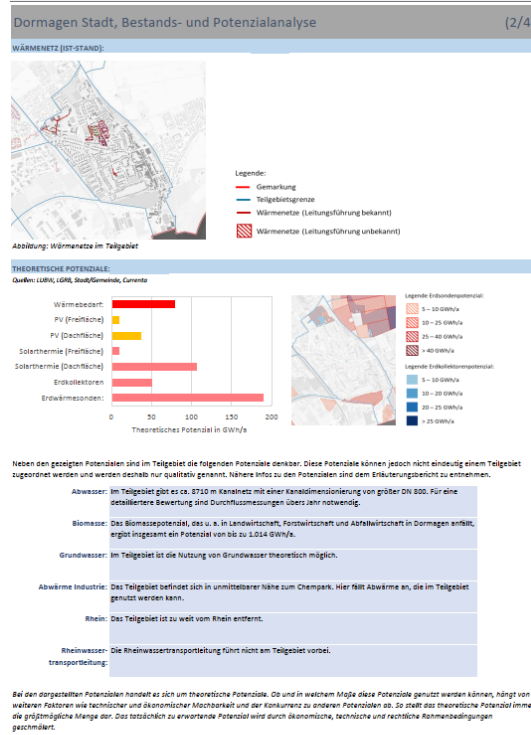 Dormagen Stadt, Bestands- und Potenzialanalyse (2/4
WÄRMENETZ (IST-STAND):
Legende:
Gemarkung
Teilgebietsgrenze
Wärmenetze (Leitungsführung bekannt)
Wärmenetze (Leitungsführung unbekannt)
Abbildung: Wärmenetze im Teilgebiet
THEORETISCHE POTENZIALE:
Quellen: LUBW, LGRB, Stadt/Gemeinde, Currenta
Wärmebedarf:
PV (Freifläche)
PV (Dachfläche)
Solarthermie (Freifläche)
Solarthermie (Dachfläche)
Erdkollektoren
Erdwärmesonden:
0 50 100 150 200
Theoretisches Potenzial in GWh/a
Legende Erdsondenpotenzial:
5 – 10 GWh/a
10 – 25 GWh/a
25 – 40 GWh/a
> 40 GWh/a
Legende Erdkollektorenpotenzial:
5 – 10 GWh/a
10 – 20 GWh/a
20 – 25 GWh/a
> 25 GWh/a
Neben den gezeigten Potenzialen sind im Teilgebiet die folgenden Potenziale denkbar. Diese Potenziale können jedoch nicht eindeutig einem Teilgebiet
zugeordnet werden und werden deshalb nur qualitativ genannt. Nähere Infos zu den Potenzialen sind dem Erläuterungsbericht zu entnehmen.
Abwasser: Im Teilgebiet gibt es ca. 8710 m Kanalnetz mit einer Kanaldimensionierung von größer DN 800. Für eine
detailliertere Bewertung sind Durchflussmessungen übers Jahr notwendig.
Biomasse: Das Biomassepotenzial, das u. a. in Landwirtschaft, Forstwirtschaft und Abfallwirtschaft in Dormagen anfällt,
ergibt insgesamt ein Potenzial von bis zu 1.014 GWh/a.
Grundwasser: Im Teilgebiet ist die Nutzung von Grundwasser theoretisch möglich.
Abwärme Industrie: Das Teilgebiet befindet sich in unmittelbarer Nähe zum Chempark. Hier fällt Abwärme an, die im Teilgebiet
genutzt werden kann.
Rhein: Das Teilgebiet ist zu weit vom Rhein entfernt.
Rheinwasser- Die Rheinwassertransportleitung führt nicht am Teilgebiet vorbei.
transportleitung:
Bei den dargestellten Potenzialen handelt es sich um theoretische Potenziale. Ob und in welchem Maße diese Potenziale genutzt werden können, hängt von
weiteren Faktoren wie technischer und ökonomischer Machbarkeit und der Konkurrenz zu anderen Potenzialen ab. So stellt das theoretische Potenzial imme
die größtmögliche Menge dar. Das tatsächlich zu erwartende Potenzial wird durch ökonomische, technische und rechtliche Rahmenbedingungen
geschmälert.